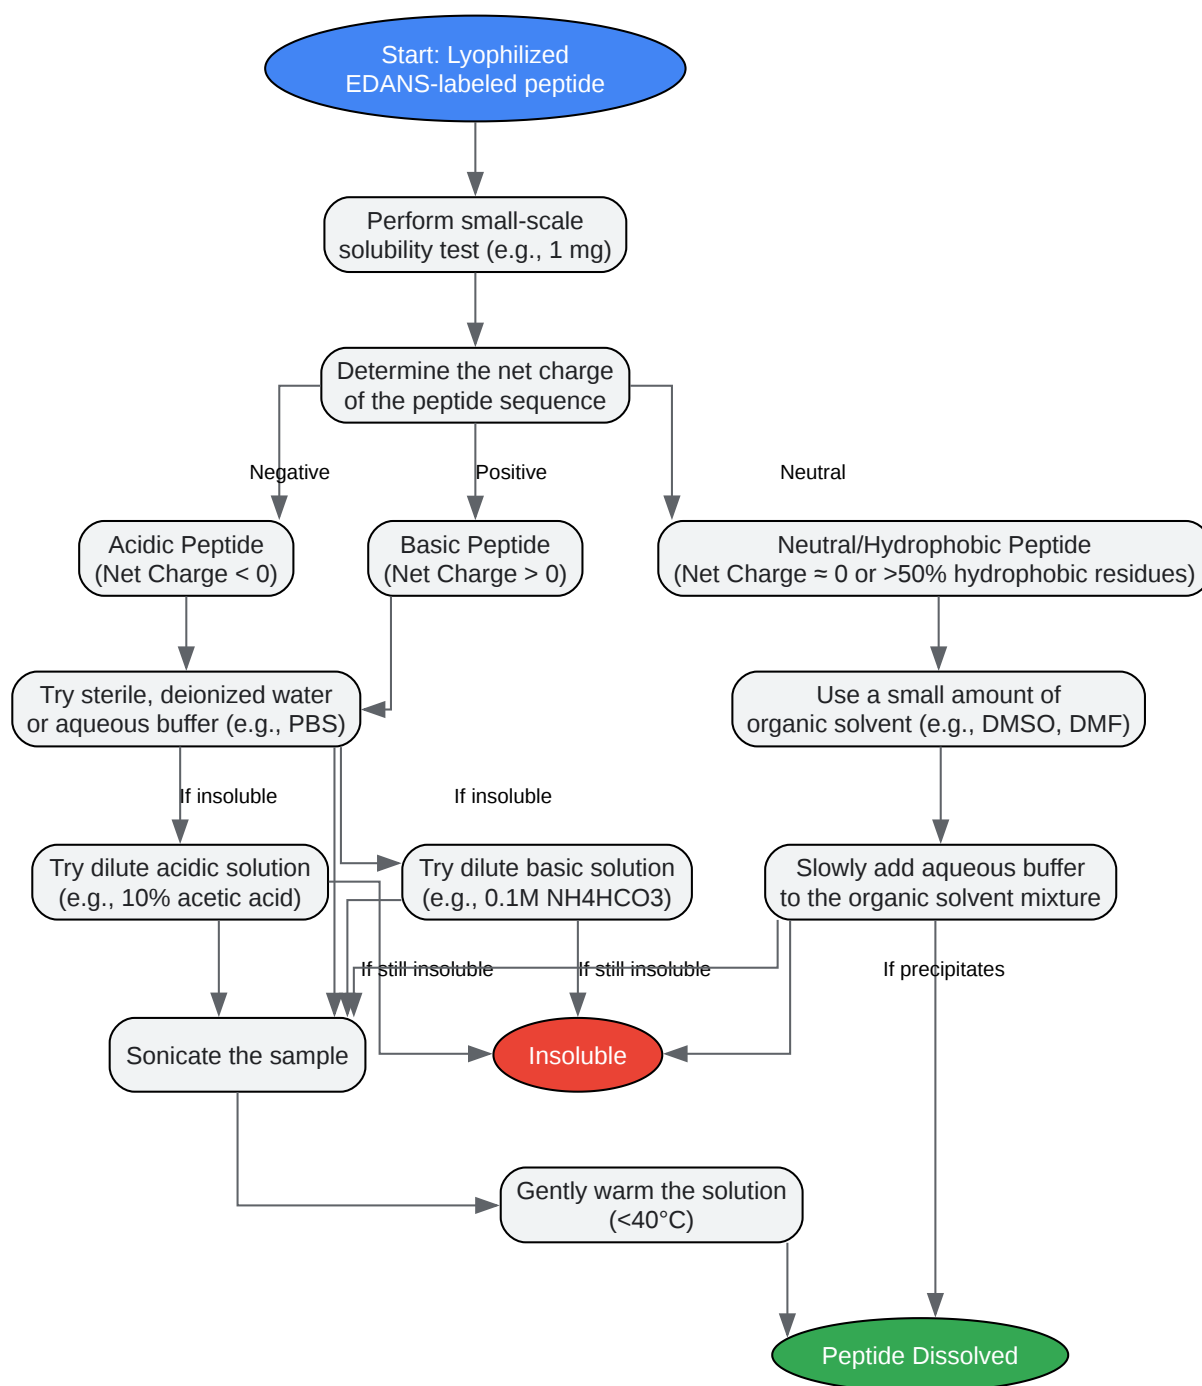 Start: Lyophilized
EDANS-labeled peptide
Perform small-scale
solubility test (e.g., 1 mg)
Determine the net charge
of the peptide sequence
Negative
Positive
Neutral
Acidic Peptide
(Net Charge < 0)
Basic Peptide
(Net Charge > 0)
Neutral/Hydrophobic Peptide
(Net Charge ≈ 0 or >50% hydrophobic residues)
Try sterile, deionized water
or aqueous buffer (e.g., PBS)
Use a small amount of
organic solvent (e.g., DMSO, DMF)
If insoluble
If insoluble
Try dilute acidic solution
(e.g., 10% acetic acid)
Try dilute basic solution
(e.g., 0.1M NH4HCO3)
Slowly add aqueous buffer
to the organic solvent mixture
If still insoluble
If still insoluble
If precipitates
Sonicate the sample
Insoluble
Gently warm the solution
(<40°C)
Peptide Dissolved